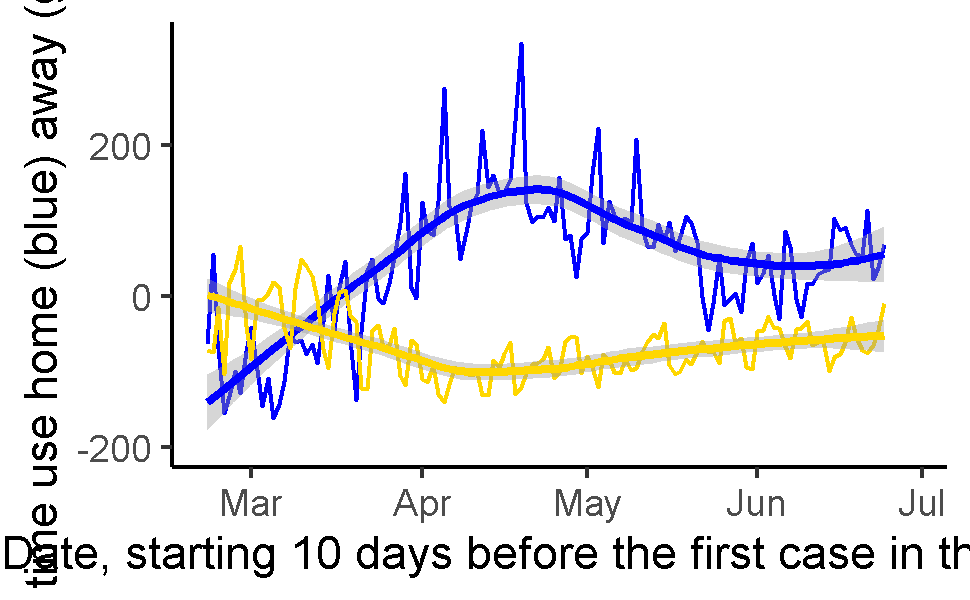 time use home (blue) away (
200
0
-200
Mar Apr May Jun Jul
Date, starting 10 days before the first case in th